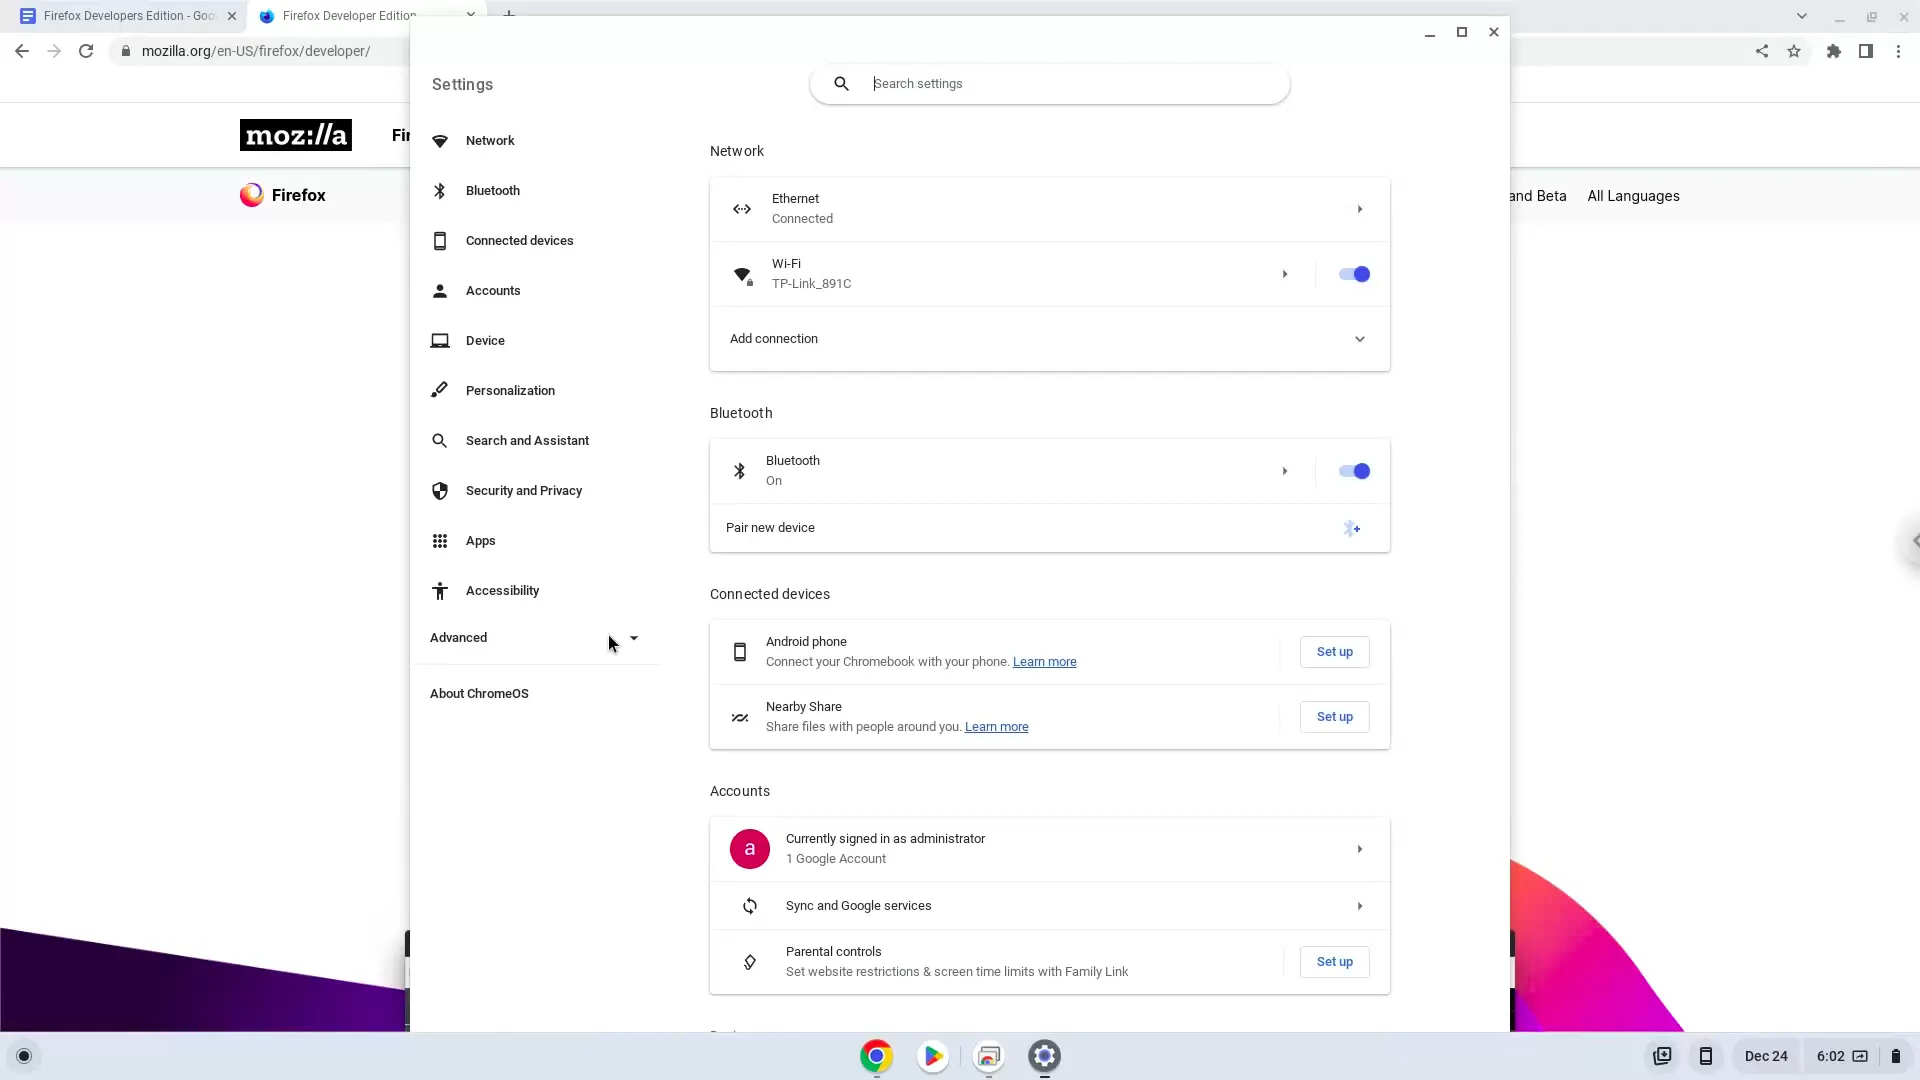 Firefox Developers Edition - Goo
Firefox Developer Edition
mozilla.org/en-US/firefox/developer/
moz://a
Fir
Firefox
and Beta
All Languages
Settings
Search settings
Network
Bluetooth
Connected devices
Accounts
Device
Personalization
Search and Assistant
Security and Privacy
Apps
Accessibility
Advanced
About ChromeOS
Network
Ethernet
Connected
Wi-Fi
TP-Link_891C
Add connection
Bluetooth
Bluetooth
On
Pair new device
Connected devices
Android phone
Connect your Chromebook with your phone. Learn more
Set up
Nearby Share
Share files with people around you. Learn more
Set up
Accounts
a
Currently signed in as administrator
1 Google Account
Sync and Google services
Parental controls
Set website restrictions & screen time limits with Family Link
Set up
Dec 24
6:02